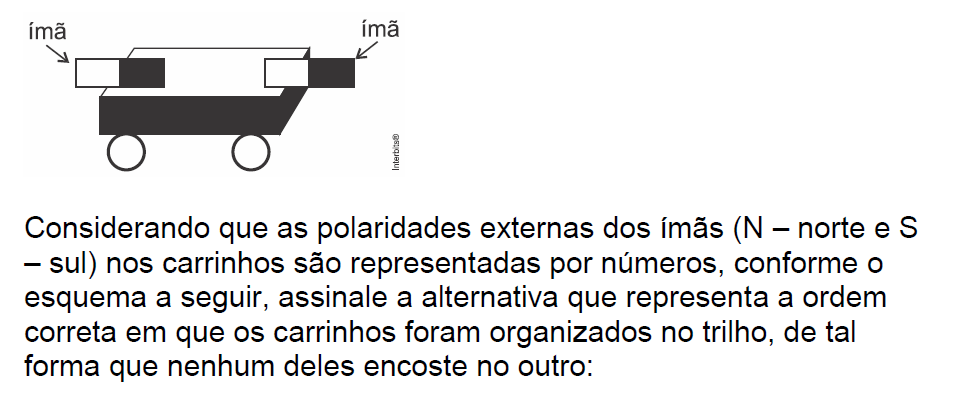 ímã
ímã
Interbits®
Considerando que as polaridades externas dos ímãs (N – norte e S
– sul) nos carrinhos são representadas por números, conforme o
esquema a seguir, assinale a alternativa que representa a ordem
correta em que os carrinhos foram organizados no trilho, de tal
forma que nenhum deles encoste no outro: